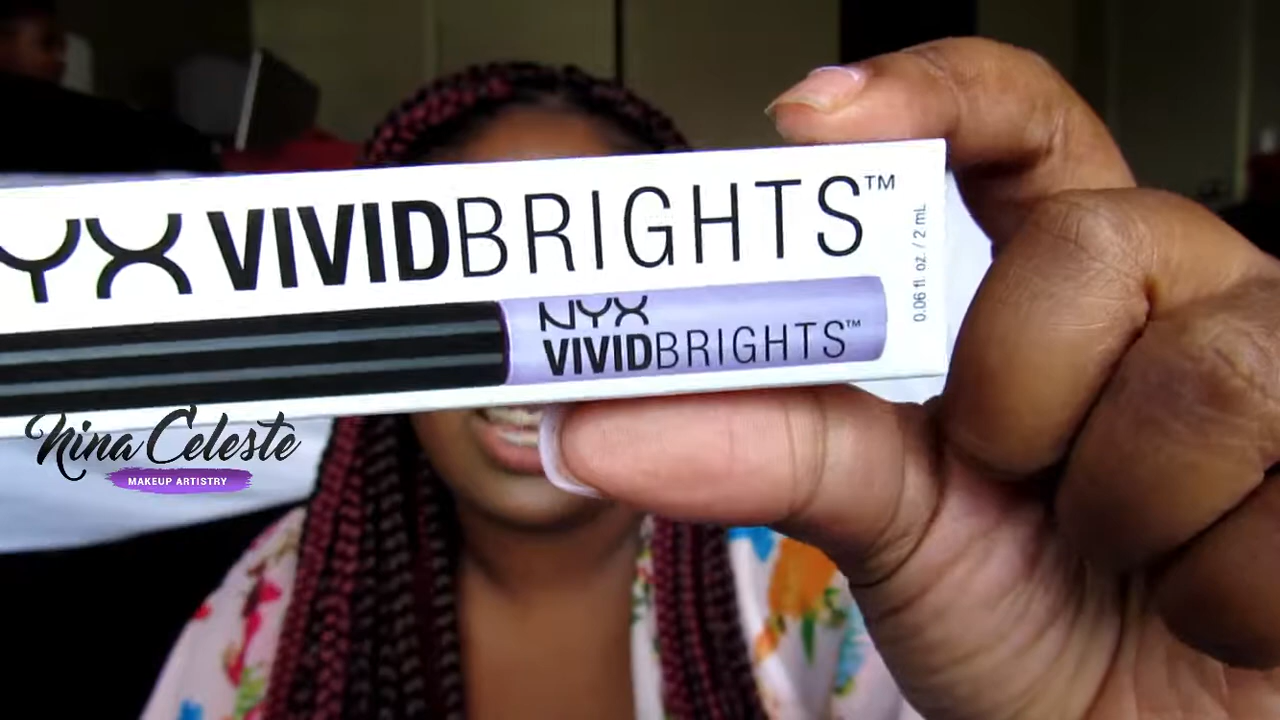 NYX VIVIDBRIGHTS™
0.06 fl. oz. / 2 mL
NYX
VIVIDBRIGHTS™
Nina Celeste
MAKEUP ARTISTRY